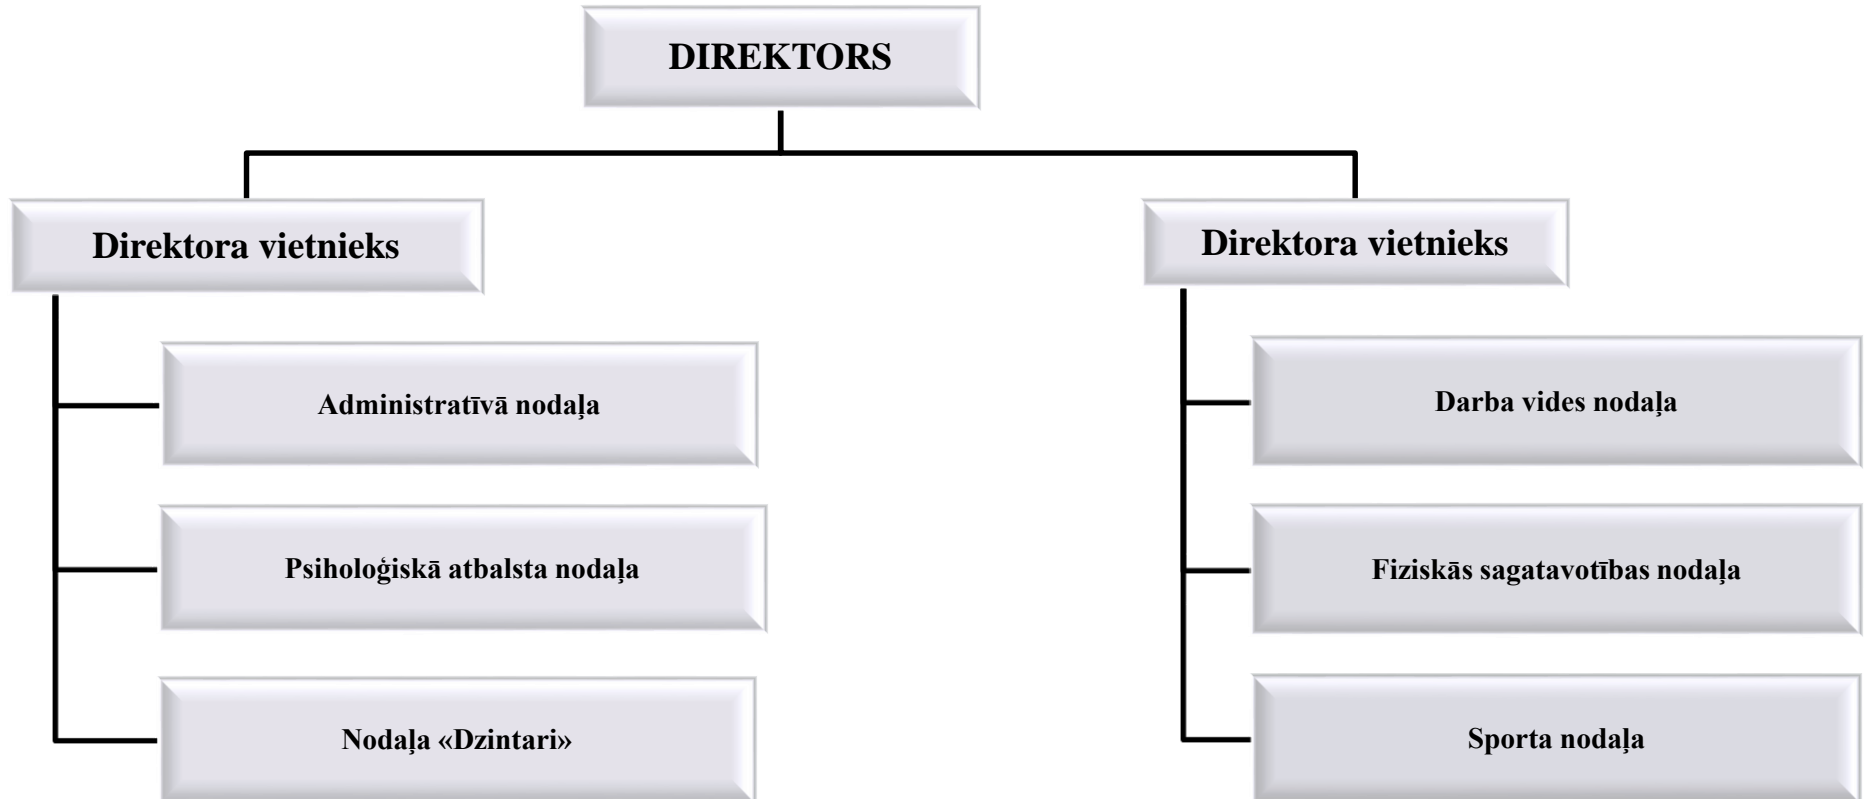 DIREKTORS
Direktora vietnieks
Administratīvā nodaļa
Psiholoģiskā atbalsta nodaļa
Nodaļa «Dzintari»
Direktora vietnieks
Darba vides nodaļa
Fiziskās sagatavotības nodaļa
Sporta nodaļa